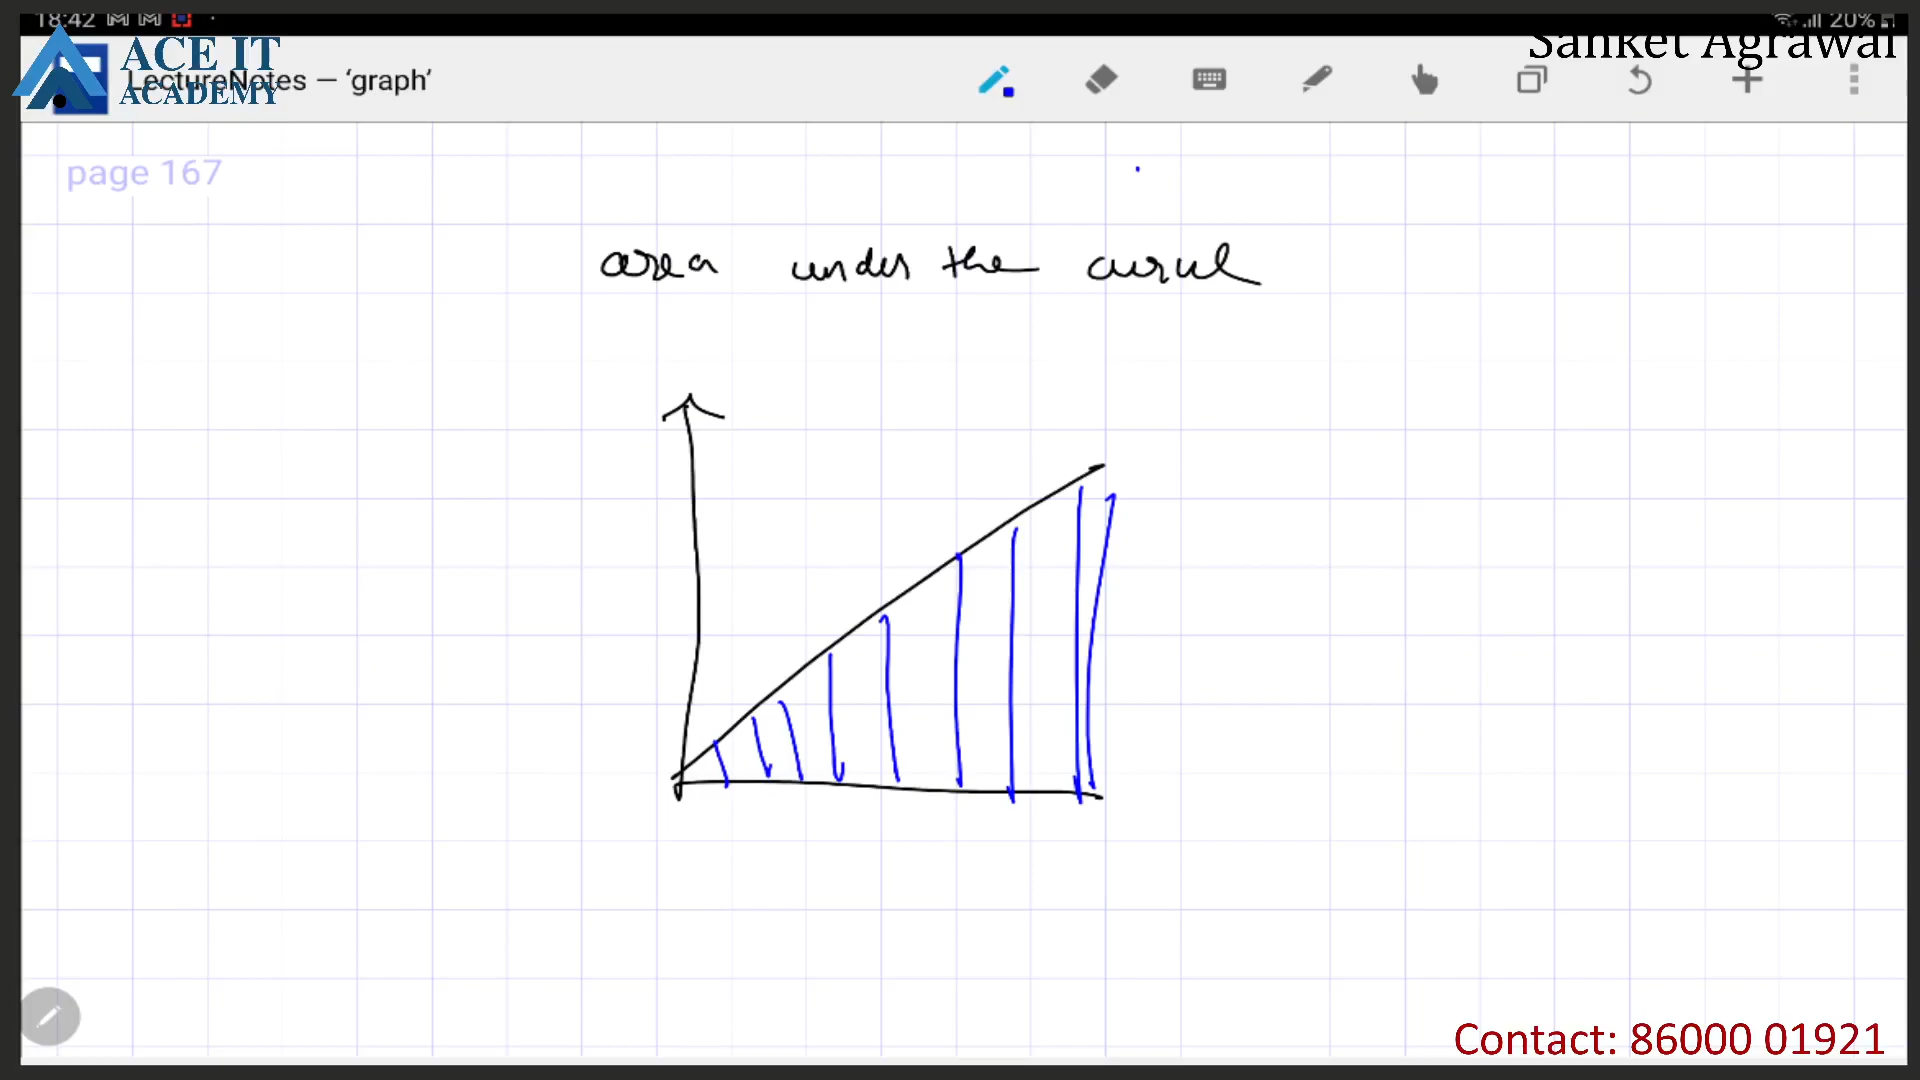 18:42
20%
Sanket Agrawal
ACE IT
ACADEMY
LectureNotes — ‘graph’
page 167
area under the curve
Contact: 86000 01921